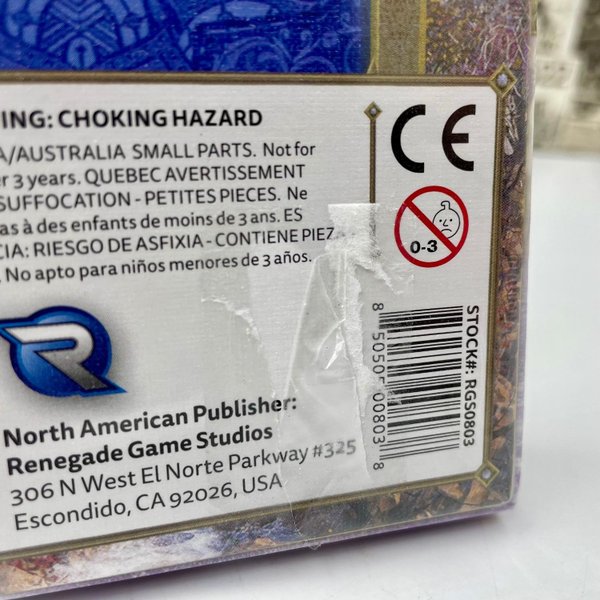 ING: CHOKING HAZARD
A/AUSTRALIA SMALL PARTS. Not for
r 3 years. QUEBEC AVERTISSEMENT
SUFFOCATION - PETITES PIECES. Ne
as à des enfants de moins de 3 ans. ES
CIA: RIESGO DE ASFIXIA - CONTIENE PIEZ
. No apto para niños menores de 3 años.
CE
0-3
R
North American Publisher:
Renegade Game Studios
306 N West El Norte Parkway #325
Escondido, CA 92026, USA
STOCK#: RGS0803
8 50505 00803 8